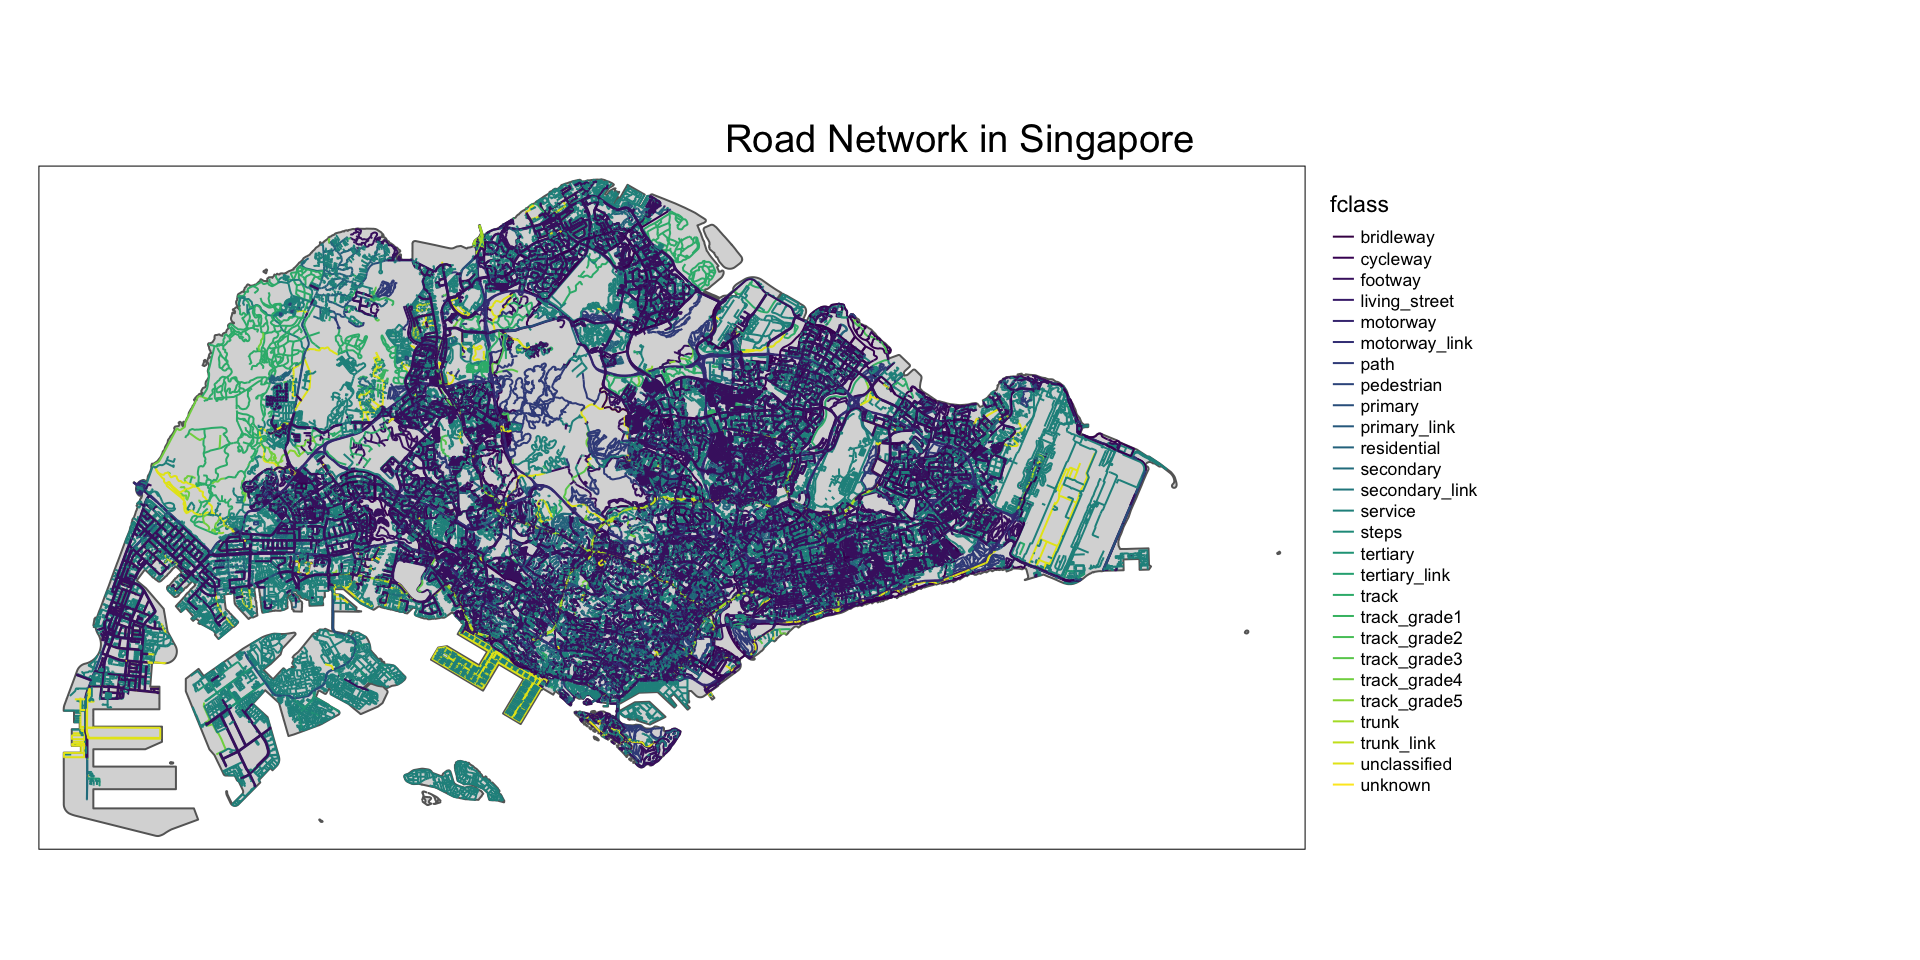 Road Network in Singapore
fclass
bridleway
cycleway
footway
living_street
motorway
motorway_link
path
pedestrian
primary
primary_link
residential
secondary
secondary_link
service
steps
tertiary
tertiary_link
track
track_grade1
track_grade2
track_grade3
track_grade4
track_grade5
trunk
trunk_link
unclassified
unknown